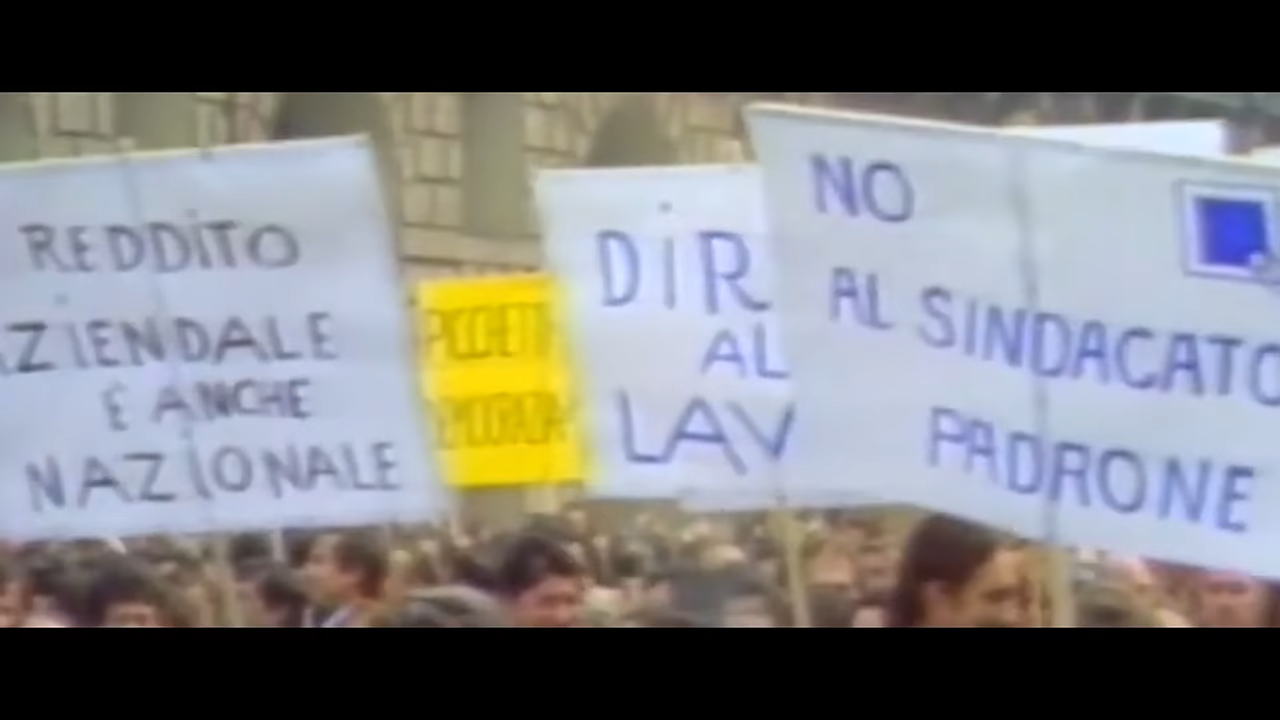 REDDITO
AZIENDALE
E ANCHE
NAZIONALE
DIR
AL
LAV
NO
AL SINDACATO
PADRONE